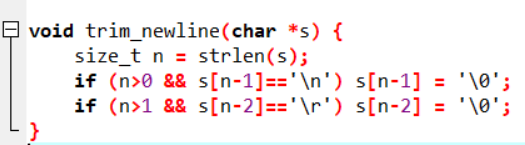 void trim_newline(char *s) {
    size_t n = strlen(s);
    if (n>0 && s[n-1]=='\n') s[n-1] = '\0';
    if (n>1 && s[n-2]=='\r') s[n-2] = '\0';
}